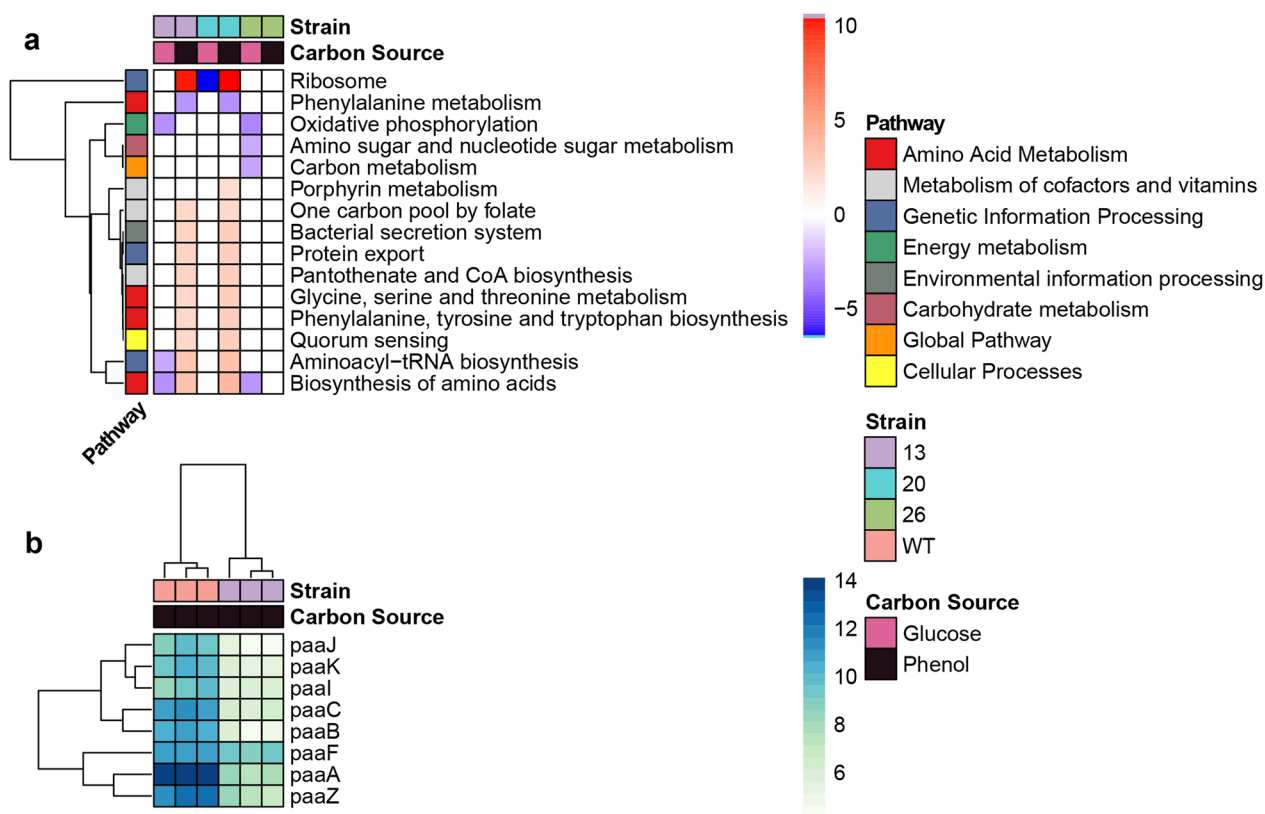 a
Strain
Carbon Source
Ribosome
Phenylalanine metabolism
Oxidative phosphorylation
Amino sugar and nucleotide sugar metabolism
Carbon metabolism
Porphyrin metabolism
One carbon pool by folate
Bacterial secretion system
Protein export
Pantothenate and CoA biosynthesis
Glycine, serine and threonine metabolism
Phenylalanine, tyrosine and tryptophan biosynthesis
Quorum sensing
Aminoacyl−tRNA biosynthesis
Biosynthesis of amino acids
Pathway
10
5
0
−5
Pathway
Amino Acid Metabolism
Metabolism of cofactors and vitamins
Genetic Information Processing
Energy metabolism
Environmental information processing
Carbohydrate metabolism
Global Pathway
Cellular Processes
Strain
13
20
26
WT
Carbon Source
Glucose
Phenol
b
Strain
Carbon Source
paaJ
paaK
paaI
paaC
paaB
paaF
paaA
paaZ
14
12
10
8
6